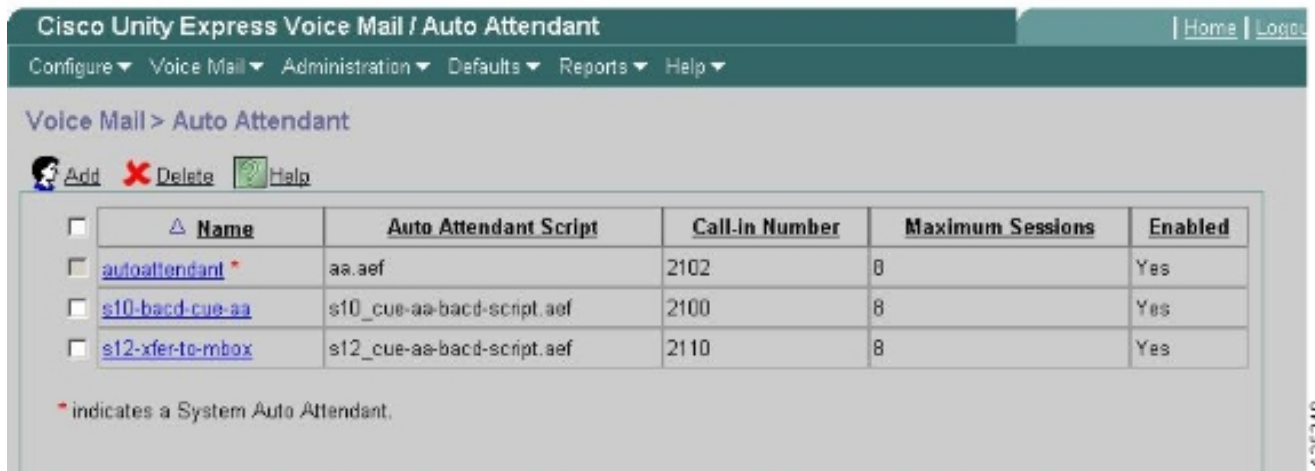 Cisco Unity Express Voice Mail / Auto Attendant
| Home | Logou
Configure Voice Mail Administration Defaults Reports Help
Voice Mail > Auto Attendant
Add Delete Help
Name Auto Attendant Script Call-in Number Maximum Sessions Enabled
autoattendant * aa.aef 2102 8 Yes
s10-bacd-cue-aa s10_cue-aa-bacd-script.aef 2100 8 Yes
s12-xfer-to-mbox s12_cue-aa-bacd-script.aef 2110 8 Yes
* indicates a System Auto Attendant.